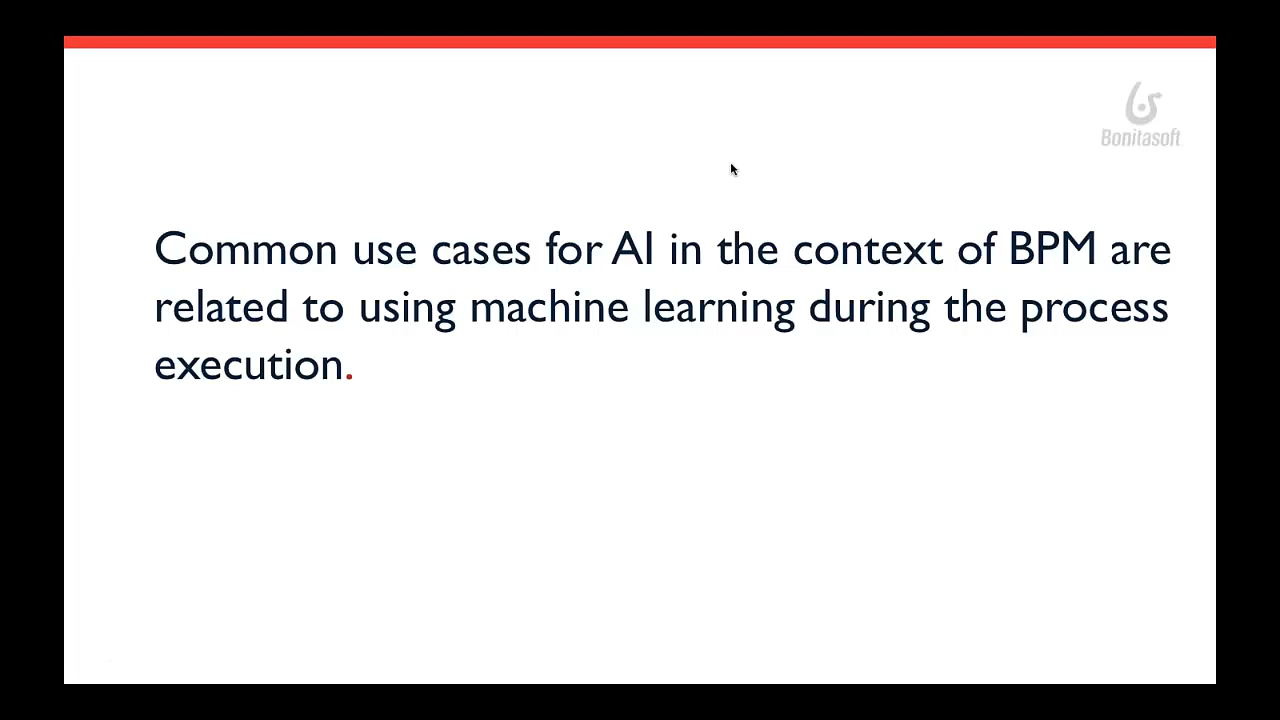 Bonitasoft
Common use cases for AI in the context of BPM are
related to using machine learning during the process
execution.